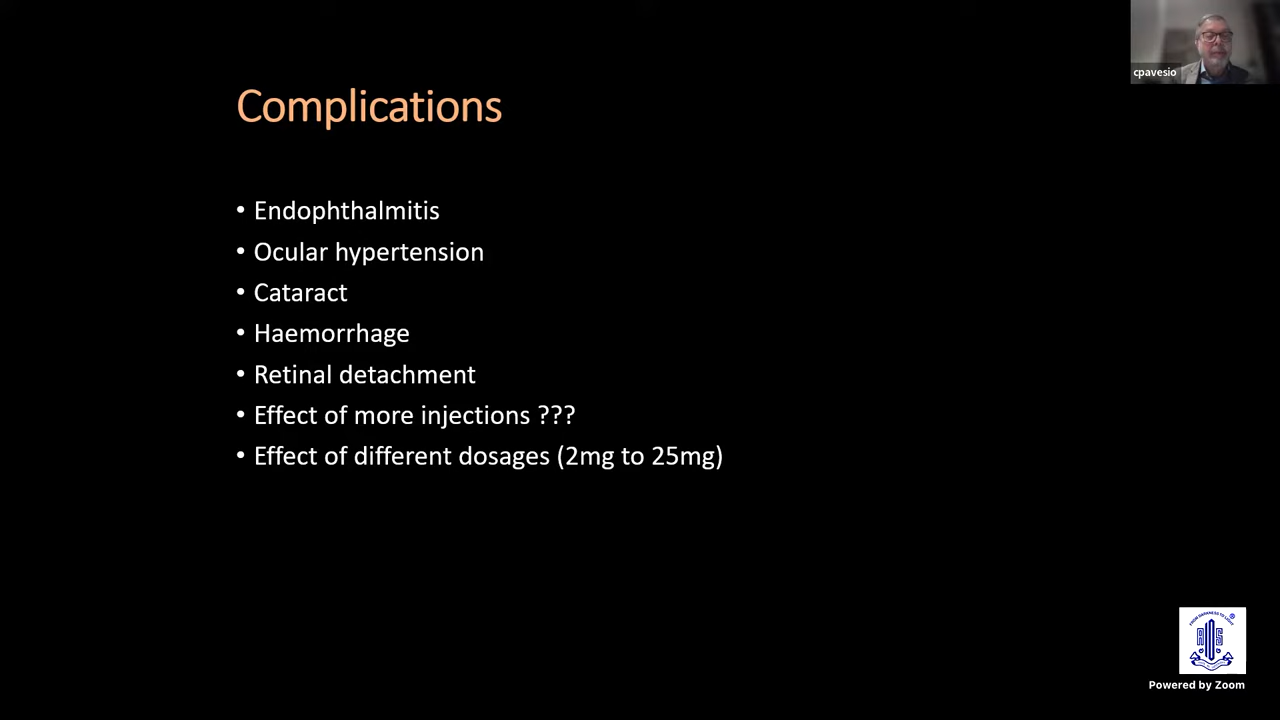 cpavesio
Complications
• Endophthalmitis
• Ocular hypertension
• Cataract
• Haemorrhage
• Retinal detachment
• Effect of more injections ???
• Effect of different dosages (2mg to 25mg)
Powered by Zoom